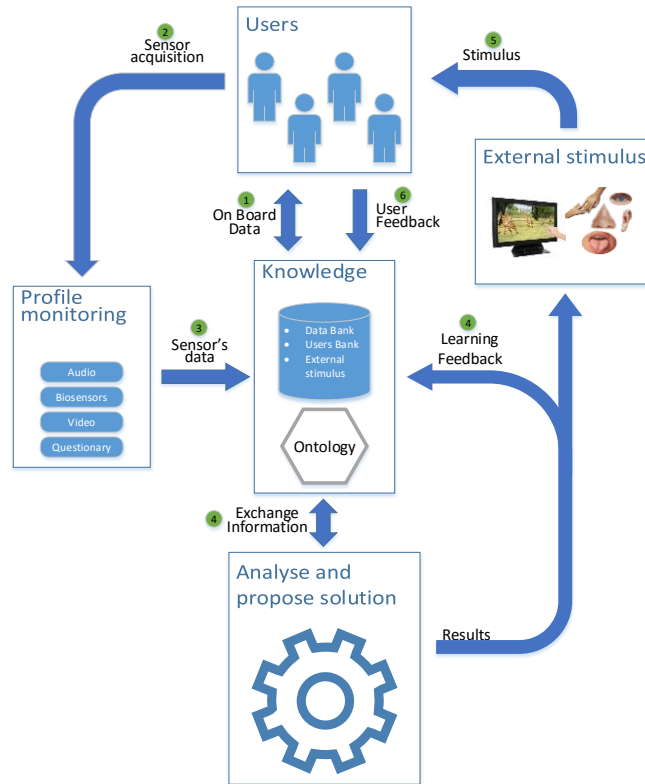 2
Sensor
acquisition
Users
5
Stimulus
External stimulus
1
On Board
Data
6
User
Feedback
Profile
monitoring
Audio
Biosensors
Video
Questionary
3
Sensor's
data
Knowledge
• Data Bank
• Users Bank
• External
stimulus
Ontology
4
Learning
Feedback
4
Exchange
Information
Analyse and
propose solution
Results